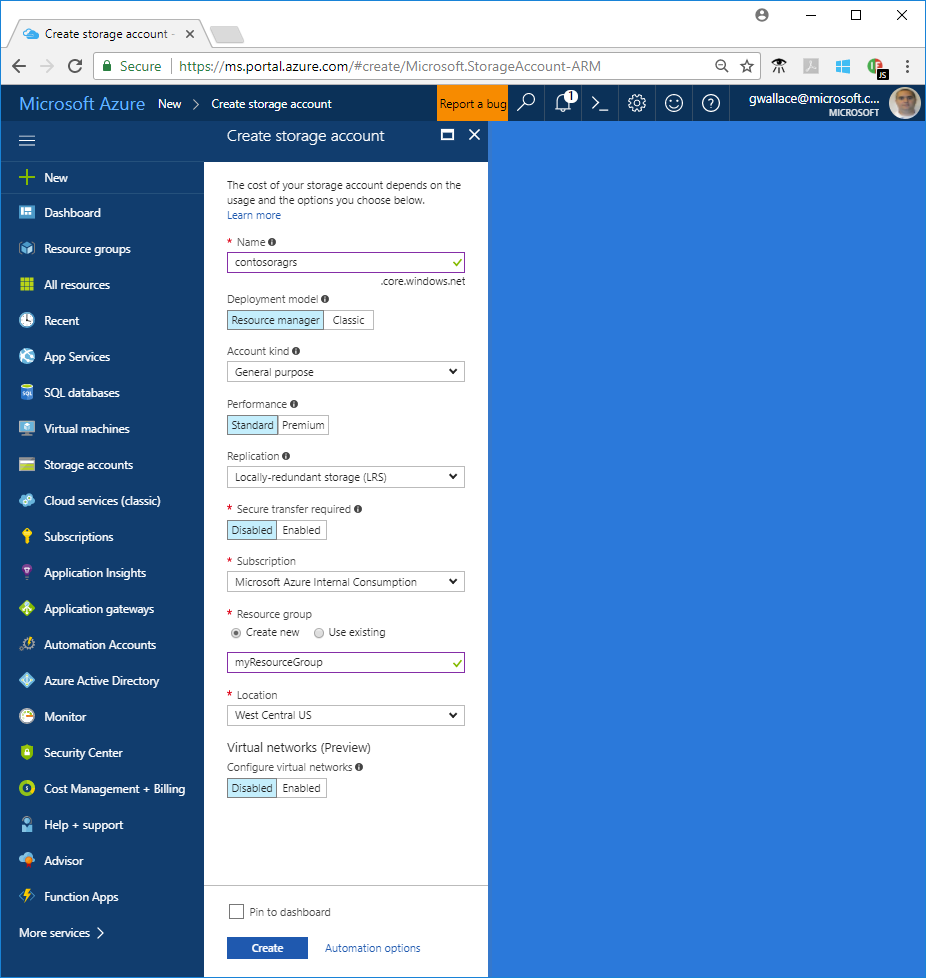 Create storage account -
Secure https://ms.portal.azure.com/#create/Microsoft.StorageAccount-ARM
JS
Microsoft Azure New Create storage account Report a bug 1 gwallace@microsoft.c...
MICROSOFT
Create storage account
New
Dashboard
Resource groups
All resources
Recent
App Services
SQL databases
Virtual machines
Storage accounts
Cloud services (classic)
Subscriptions
Application Insights
Application gateways
Automation Accounts
Azure Active Directory
Monitor
Security Center
Cost Management + Billing
Help + support
Advisor
Function Apps
More services
The cost of your storage account depends on the
usage and the options you choose below.
Learn more
* Name
contosoragrs
.core.windows.net
Deployment model
Resource manager Classic
Account kind
General purpose
Performance
Standard Premium
Replication
Locally-redundant storage (LRS)
* Secure transfer required
Disabled Enabled
* Subscription
Microsoft Azure Internal Consumption
* Resource group
Create new Use existing
myResourceGroup
* Location
West Central US
Virtual networks (Preview)
Configure virtual networks
Disabled Enabled
Pin to dashboard
Create Automation options